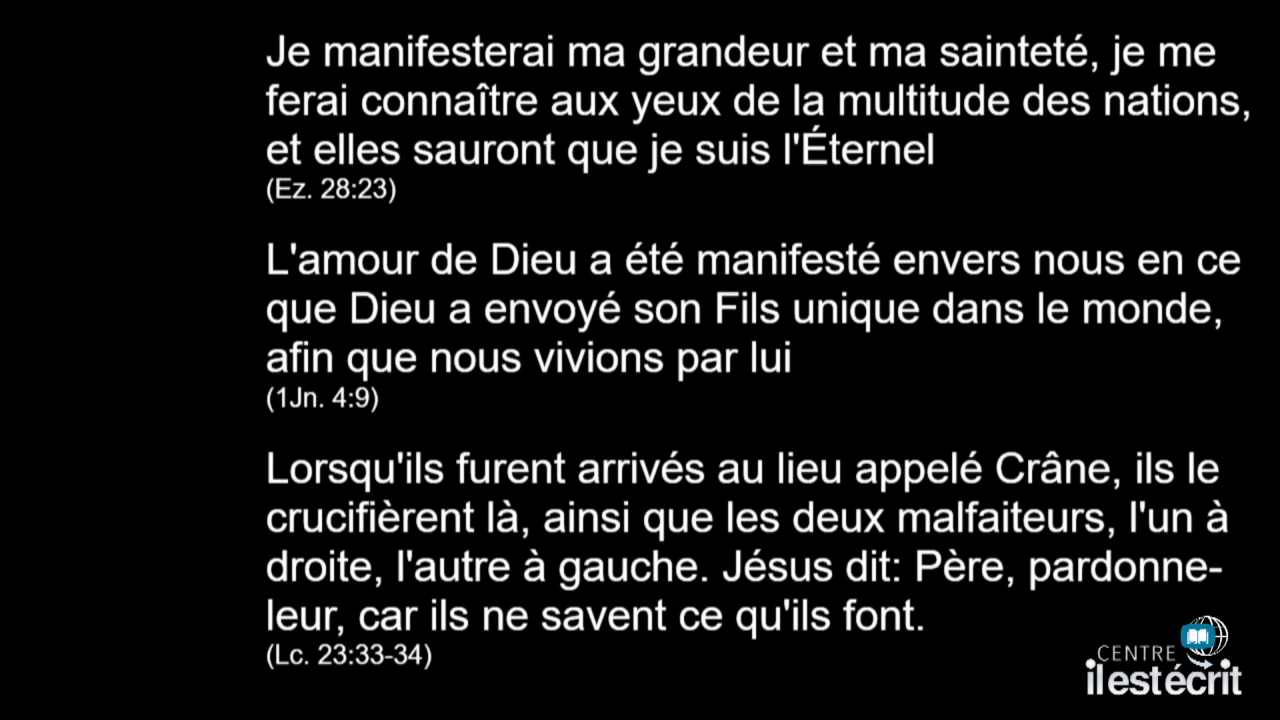 Je manifesterai ma grandeur et ma sainteté, je me
ferai connaître aux yeux de la multitude des nations,
et elles sauront que je suis l'Éternel
(Ez. 28:23)
L'amour de Dieu a été manifesté envers nous en ce
que Dieu a envoyé son Fils unique dans le monde,
afin que nous vivions par lui
(1Jn. 4:9)
Lorsqu'ils furent arrivés au lieu appelé Crâne, ils le
crucifièrent là, ainsi que les deux malfaiteurs, l'un à
droite, l'autre à gauche. Jésus dit: Père, pardonne-
leur, car ils ne savent ce qu'ils font.
(Lc. 23:33-34)
CENTRE
il est écrit